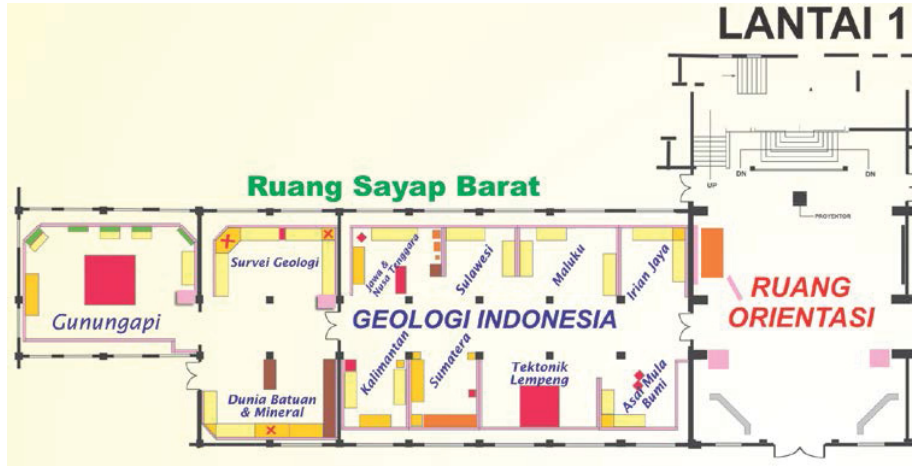 LANTAI 1
Ruang Sayap Barat
UP
DN
DN
PROYEKTOR
Survei Geologi
Jawa &
Nusa Tenggara
Sulawesi
Maluku
Irian Jaya
Gunungapi
GEOLOGI INDONESIA
RUANG
ORIENTASI
Kalimantan
Sumatera
Tektonik
Lempeng
Asal Mula
Bumi
Dunia Batuan
& Mineral